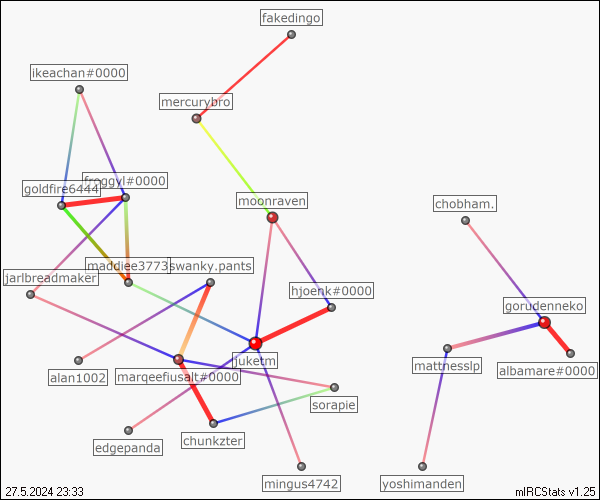 fakedingo
ikeachan#0000
mercurybro
froggyl#0000
goldfire6444
moonraven
chobham.
maddiee3773
swanky.pants
jarlbreadmaker
hjoenk#0000
gorudenneko
juketm
mattnesslp
albamare#0000
alan1002
marqeefiusalt#0000
sorapie
chunkzter
edgepanda
mingus4742
yoshimanden
27.5.2024 23:33
mIRCStats v1.25